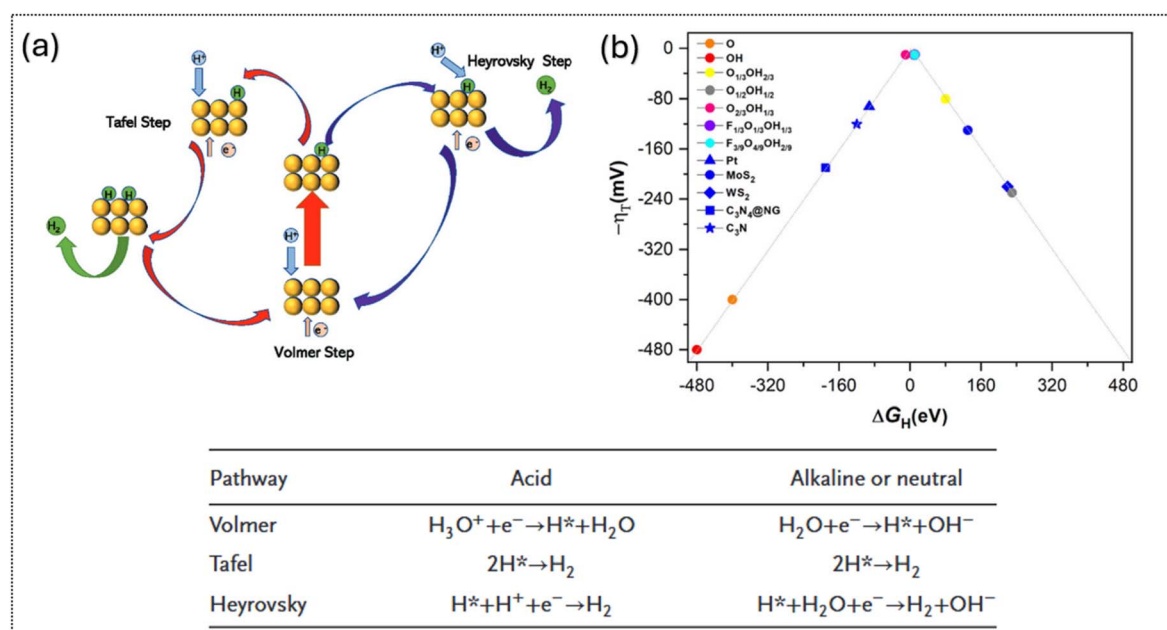 (a)
H⁺
H
Tafel Step
e⁻
H H
H₂
H
H⁺
e⁻
Volmer Step
H⁺
Heyrovsky Step
H
H₂
e⁻
(b)
O
OH
O₁/₃OH₂/₃
O₁/₂OH₁/₂
O₂/₃OH₁/₃
F₁/₃O₁/₃OH₁/₃
F₃/₉O₄/₉OH₂/₉
Pt
MoS₂
WS₂
C₃N₄@NG
C₃N
−η_T(mV)
0
-80
-160
-240
-320
-400
-480
-480 -320 -160 0 160 320 480
ΔG_H(eV)
Pathway Acid Alkaline or neutral
Volmer H₃O⁺+e⁻→H*+H₂O H₂O+e⁻→H*+OH⁻
Tafel 2H*→H₂ 2H*→H₂
Heyrovsky H*+H⁺+e⁻→H₂ H*+H₂O+e⁻→H₂+OH⁻